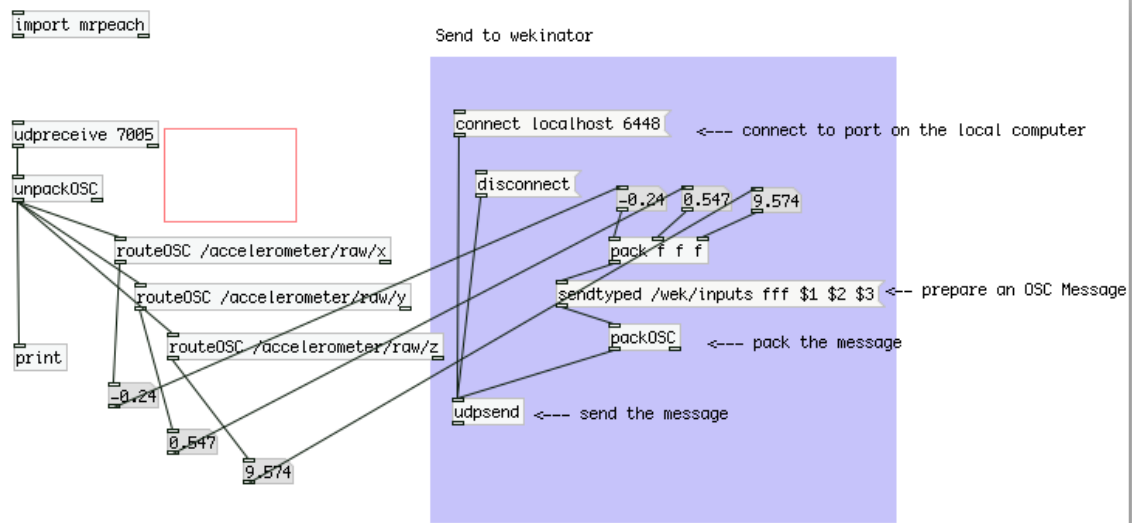 import mrpeach
Send to wekinator
udpreceive 7005
connect localhost 6448
<--- connect to port on the local computer
unpackOSC
disconnect
-0.24
0.547
9.574
routeOSC /accelerometer/raw/x
pack f f f
routeOSC /accelerometer/raw/y
sendtyped /wek/inputs fff $1 $2 $3
<-- prepare an OSC Message
routeOSC /accelerometer/raw/z
packOSC
<--- pack the message
print
-0.24
udpsend
<--- send the message
0.547
9.574